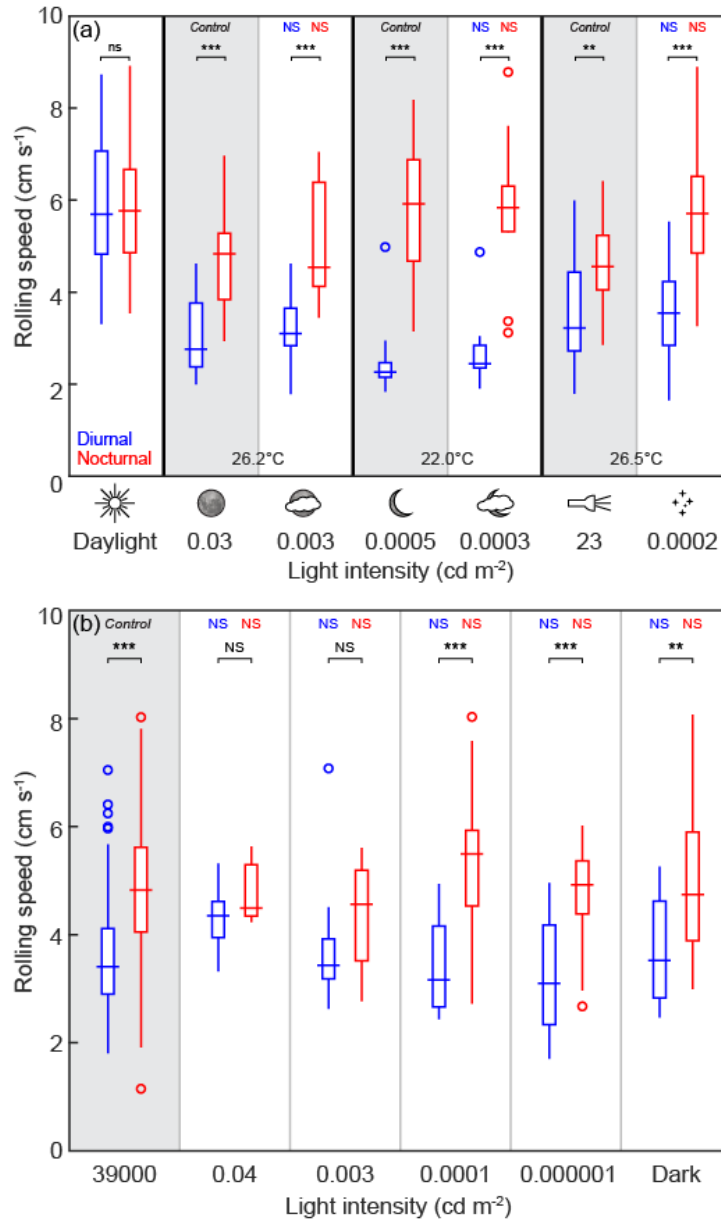 (a)
Control NS NS Control NS NS Control NS NS
ns *** *** *** *** ** ***
10
8
6
4
2
0
Rolling speed (cm s⁻¹)
Diurnal
Nocturnal
26.2°C 22.0°C 26.5°C
Daylight 0.03 0.003 0.0005 0.0003 23 0.0002
Light intensity (cd m⁻²)
(b)
Control NS NS NS NS NS NS NS NS NS NS
*** NS NS *** *** **
10
8
6
4
2
0
Rolling speed (cm s⁻¹)
39000 0.04 0.003 0.0001 0.000001 Dark
Light intensity (cd m⁻²)